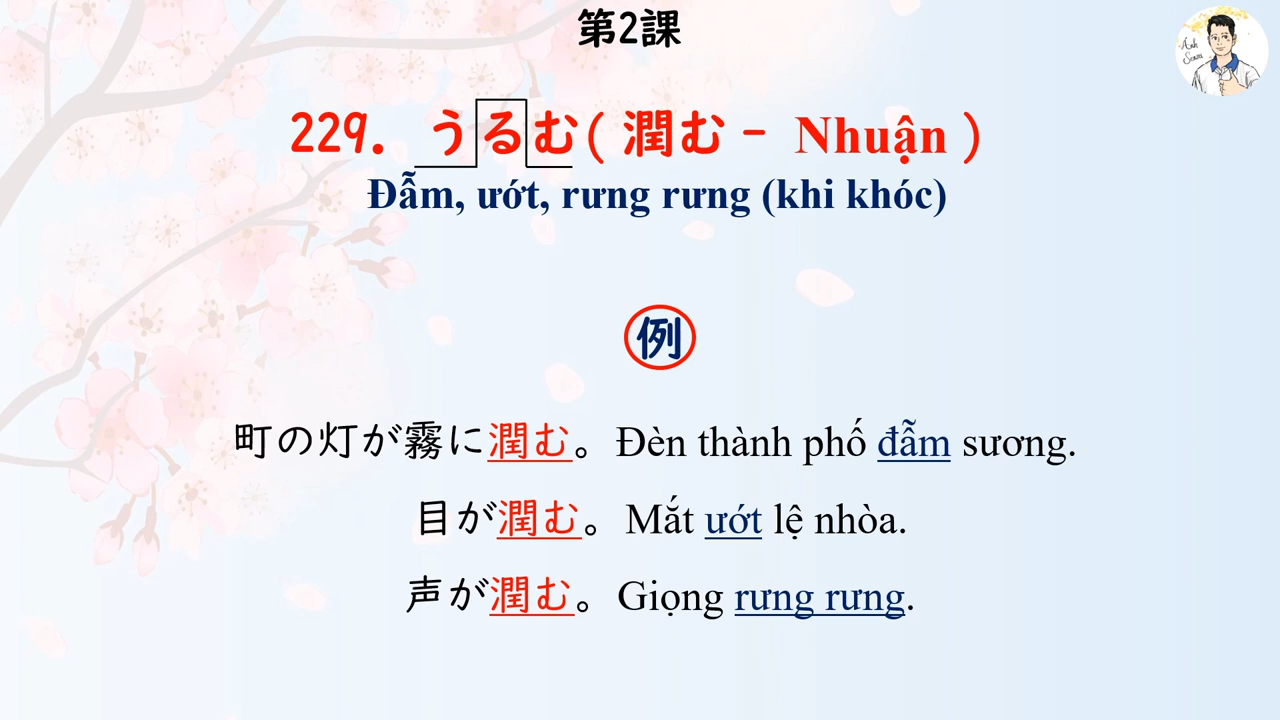 第2課
Anh
Sensei
229. うるむ( 潤む - Nhuận )
Đẫm, ướt, rưng rưng (khi khóc)
例
町の灯が霧に潤む。Đèn thành phố đẫm sương.
目が潤む。Mắt ướt lệ nhòa.
声が潤む。Giọng rưng rưng.